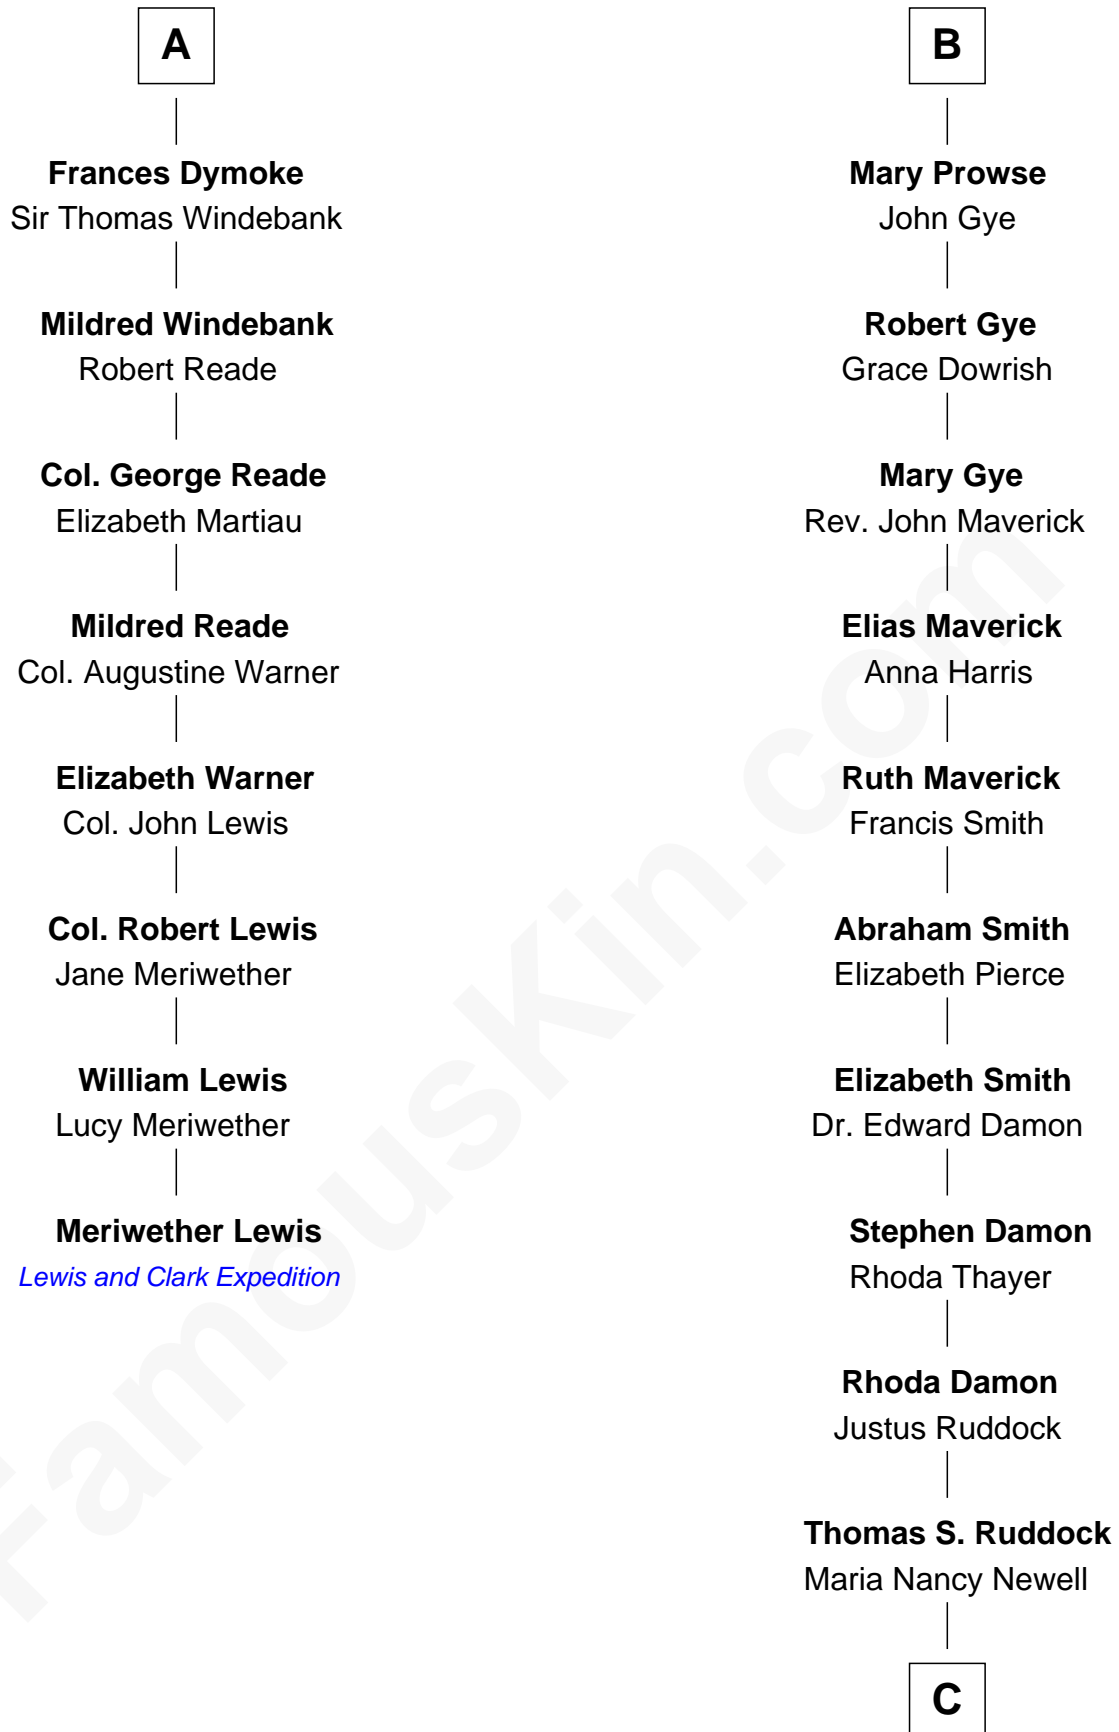 A
Frances Dymoke
Sir Thomas Windebank
Mildred Windebank
Robert Reade
Col. George Reade
Elizabeth Martiau
Mildred Reade
Col. Augustine Warner
Elizabeth Warner
Col. John Lewis
Col. Robert Lewis
Jane Meriwether
William Lewis
Lucy Meriwether
Meriwether Lewis
Lewis and Clark Expedition
B
Mary Prowse
John Gye
Robert Gye
Grace Dowrish
Mary Gye
Rev. John Maverick
Elias Maverick
Anna Harris
Ruth Maverick
Francis Smith
Abraham Smith
Elizabeth Pierce
Elizabeth Smith
Dr. Edward Damon
Stephen Damon
Rhoda Thayer
Rhoda Damon
Justus Ruddock
Thomas S. Ruddock
Maria Nancy Newell
C
FamousKin.com